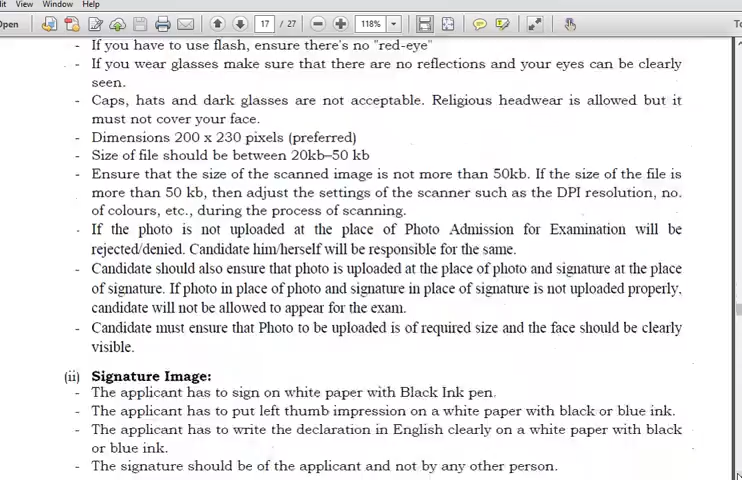 View Window Help
Open 17 / 27 118%
- If you have to use flash, ensure there's no "red-eye"
- If you wear glasses make sure that there are no reflections and your eyes can be clearly
seen.
- Caps, hats and dark glasses are not acceptable. Religious headwear is allowed but it
must not cover your face.
- Dimensions 200 x 230 pixels (preferred)
- Size of file should be between 20kb–50 kb
- Ensure that the size of the scanned image is not more than 50kb. If the size of the file is
more than 50 kb, then adjust the settings of the scanner such as the DPI resolution, no.
of colours, etc., during the process of scanning.
- If the photo is not uploaded at the place of Photo Admission for Examination will be
rejected/denied. Candidate him/herself will be responsible for the same.
- Candidate should also ensure that photo is uploaded at the place of photo and signature at the place
of signature. If photo in place of photo and signature in place of signature is not uploaded properly,
candidate will not be allowed to appear for the exam.
- Candidate must ensure that Photo to be uploaded is of required size and the face should be clearly
visible.
(ii) Signature Image:
- The applicant has to sign on white paper with Black Ink pen.
- The applicant has to put left thumb impression on a white paper with black or blue ink.
- The applicant has to write the declaration in English clearly on a white paper with black
or blue ink.
- The signature should be of the applicant and not by any other person.